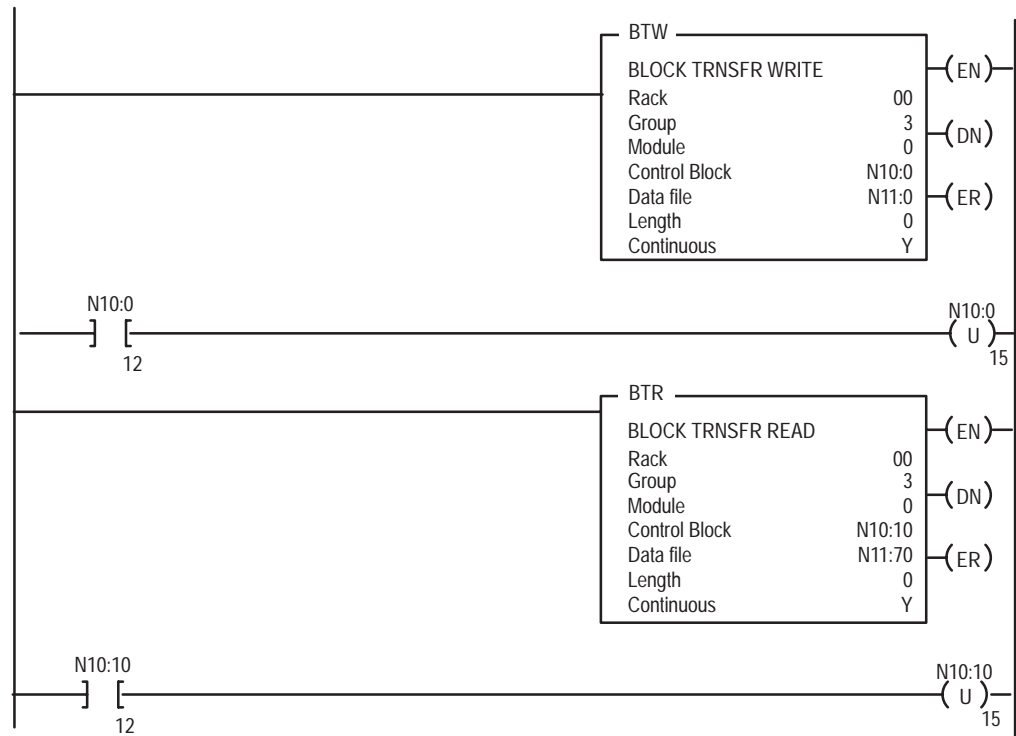 BTW
BLOCK TRNSFR WRITE
(EN)
Rack 00
Group 3
(DN)
Module 0
Control Block N10:0
Data file N11:0
(ER)
Length 0
Continuous Y
N10:0
N10:0
] [
( U )
12
15
BTR
BLOCK TRNSFR READ
(EN)
Rack 00
Group 3
(DN)
Module 0
Control Block N10:10
Data file N11:70
(ER)
Length 0
Continuous Y
N10:10
N10:10
] [
( U )
12
15